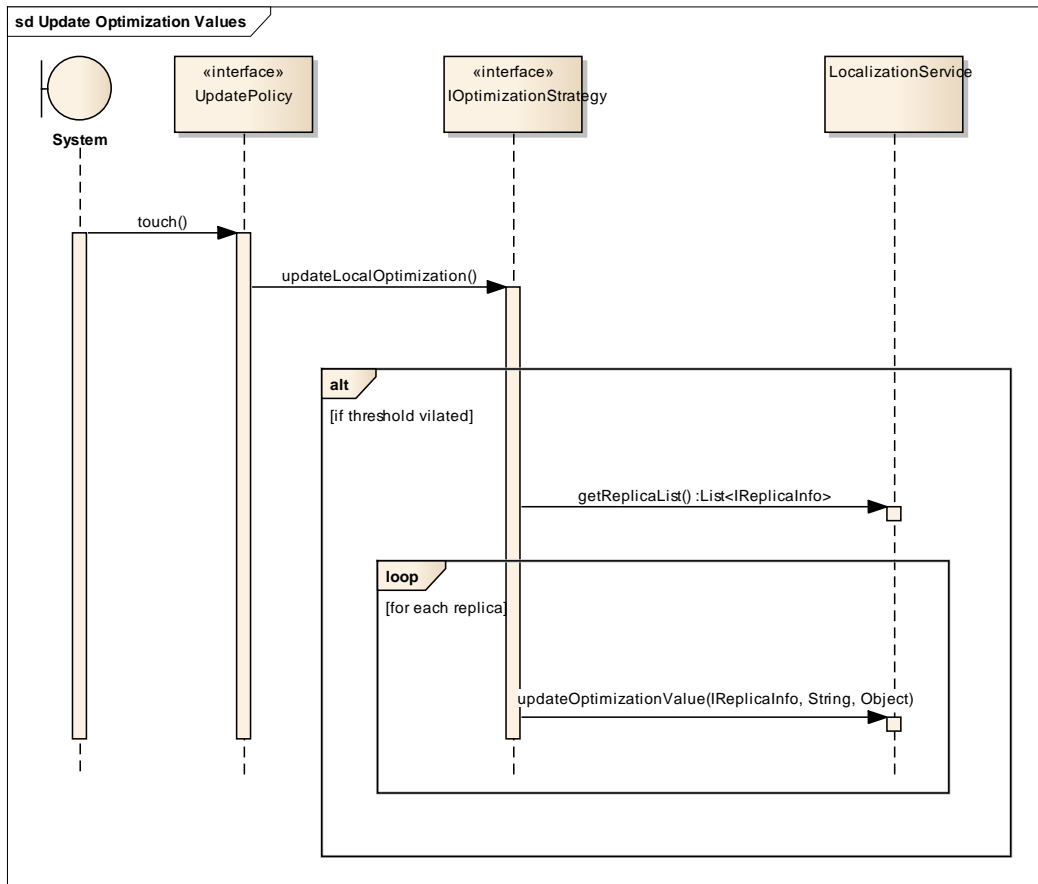 sd Update Optimization Values
System
«interface»
UpdatePolicy
«interface»
IOptimizationStrategy
LocalizationService
touch()
updateLocalOptimization()
alt
[if threshold vilated]
getReplicaList() :List<IReplicaInfo>
loop
[for each replica]
updateOptimizationValue(IReplicaInfo, String, Object)